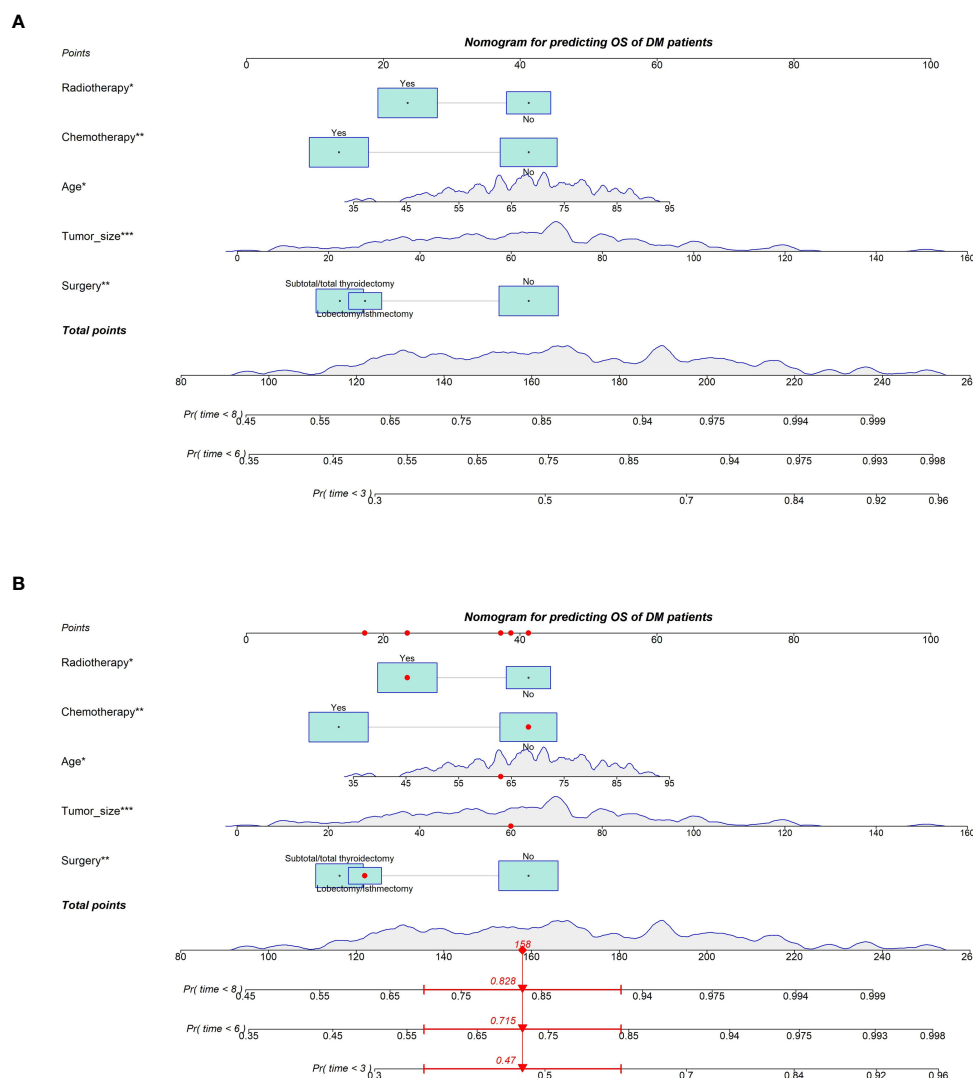 A
Nomogram for predicting OS of DM patients
Points
0 20 40 60 80 100
Radiotherapy*
Yes
No
Chemotherapy**
Yes
No
Age*
35 45 55 65 75 85 95
Tumor_size***
0 20 40 60 80 100 120 140 160
Surgery**
Subtotal/total thyroidectomy
No
Lobectomy/Isthmectomy
Total points
80 100 120 140 160 180 200 220 240 260
Pr( time < 8 )
0.45 0.55 0.65 0.75 0.85 0.94 0.975 0.994 0.999
Pr( time < 6 )
0.35 0.45 0.55 0.65 0.75 0.85 0.94 0.975 0.993 0.998
Pr( time < 3 )
0.3 0.5 0.7 0.84 0.92 0.96
B
Nomogram for predicting OS of DM patients
Points
0 20 40 60 80 100
Radiotherapy*
Yes
No
Chemotherapy**
Yes
No
Age*
35 45 55 65 75 85 95
Tumor_size***
0 20 40 60 80 100 120 140 160
Surgery**
Subtotal/total thyroidectomy
No
Lobectomy/Isthmectomy
Total points
158
80 100 120 140 160 180 200 220 240 260
0.828
Pr( time < 8 )
0.45 0.55 0.65 0.75 0.85 0.94 0.975 0.994 0.999
0.715
Pr( time < 6 )
0.35 0.45 0.55 0.65 0.75 0.85 0.94 0.975 0.993 0.998
0.47
Pr( time < 3 )
0.3 0.5 0.7 0.84 0.92 0.96